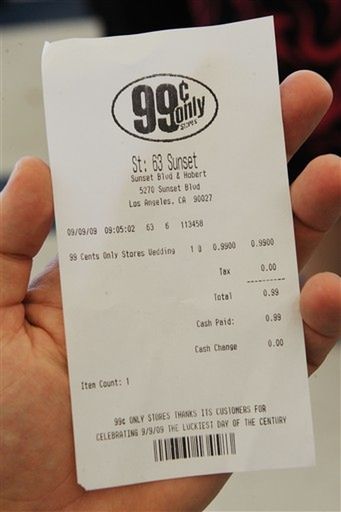 99¢ only
stores
St: 63 Sunset
Sunset Blvd & Hobart
5270 Sunset Blvd
Los Angeles, CA 90027
09/09/09 09:05:02 63 6 113458
99 Cents Only Stores Wedding 1 @ 0.9900 0.9900
Tax 0.00
Total 0.99
Cash Paid: 0.99
Cash Change 0.00
Item Count: 1
99¢ ONLY STORES THANKS ITS CUSTOMERS FOR
CELEBRATING 9/9/09 THE LUCKIEST DAY OF THE CENTURY